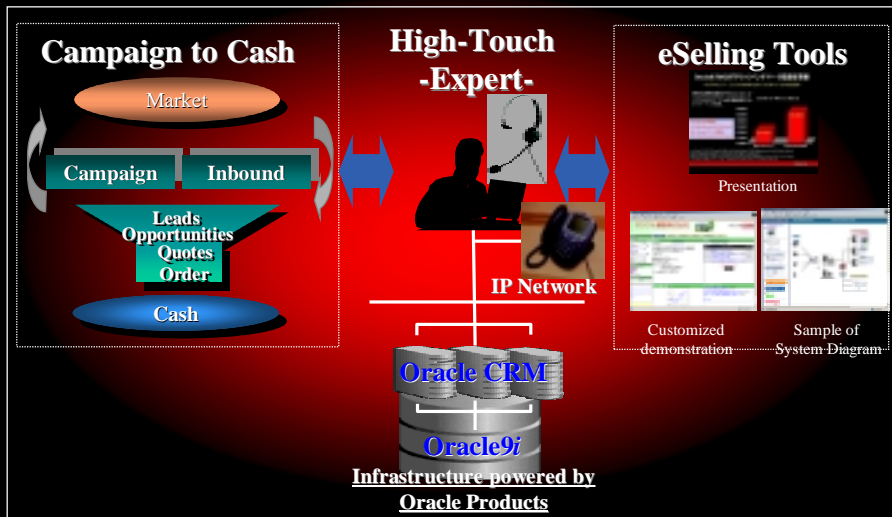 Campaign to Cash
Market
Campaign
Inbound
Leads
Opportunities
Quotes
Order
Cash
High-Touch
-Expert-
IP Network
Oracle CRM
Oracle9i
Infrastructure powered by
Oracle Products
eSelling Tools
Presentation
Customized
demonstration
Sample of
System Diagram